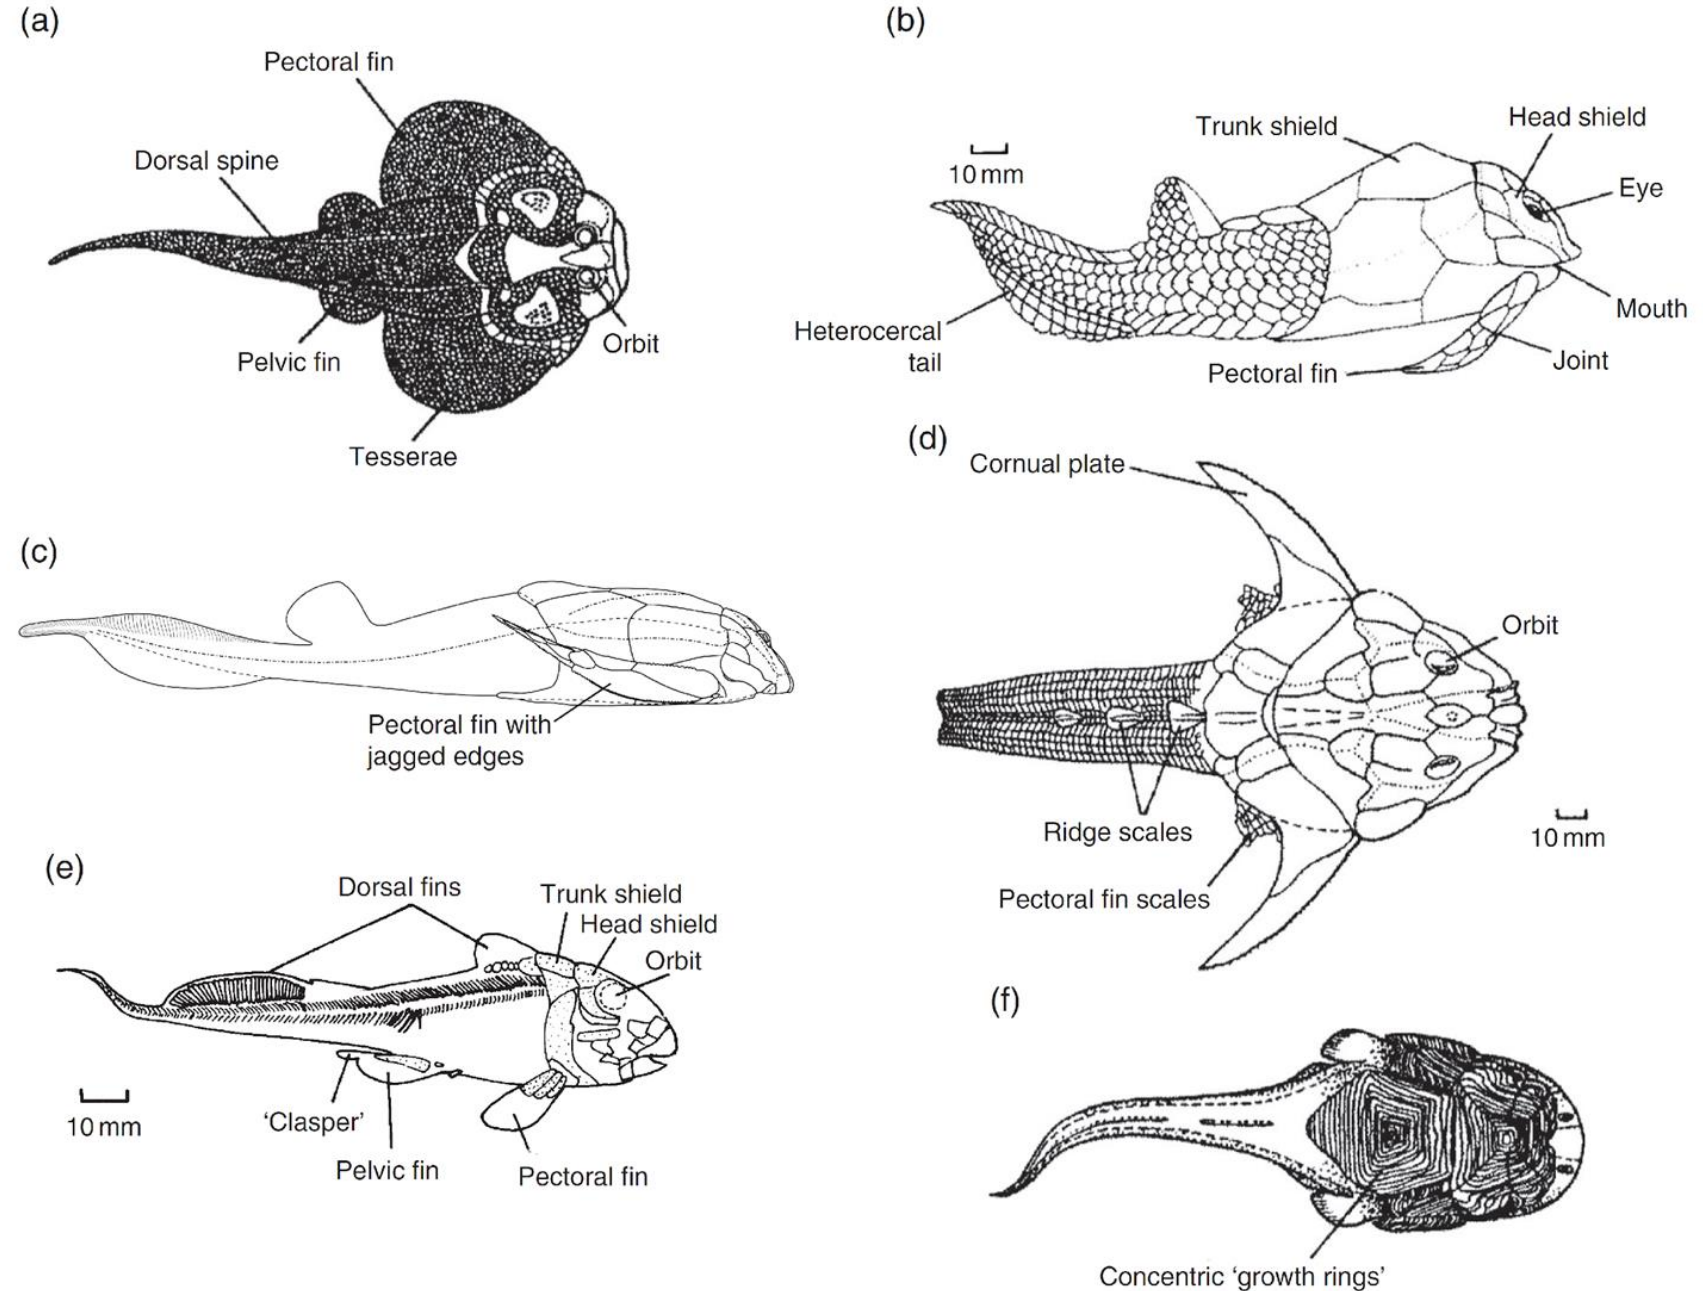 (a)
Pectoral fin
Dorsal spine
Pelvic fin
Orbit
Tesserae
(b)
10 mm
Trunk shield
Head shield
Eye
Mouth
Heterocercal
tail
Pectoral fin
Joint
(c)
Pectoral fin with
jagged edges
(d)
Cornual plate
Orbit
Ridge scales
10 mm
Pectoral fin scales
(e)
Dorsal fins
Trunk shield
Head shield
Orbit
10 mm
‘Clasper’
Pelvic fin
Pectoral fin
(f)
Concentric ‘growth rings’